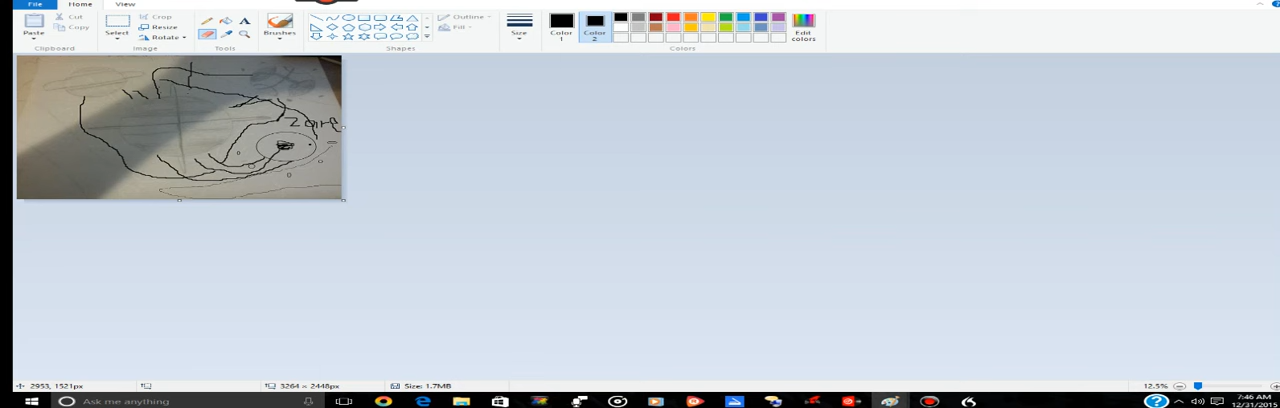 File Home View
Paste Cut Copy Clipboard
Select Crop Resize Rotate Image
A Tools
Brushes
Outline Fill Shapes
Size
Color 1
Color 2
Edit colors
Colors
2953, 1521px 3264 × 2448px Size: 1.7MB 12.5%
Ask me anything 7:46 AM
12/31/2015